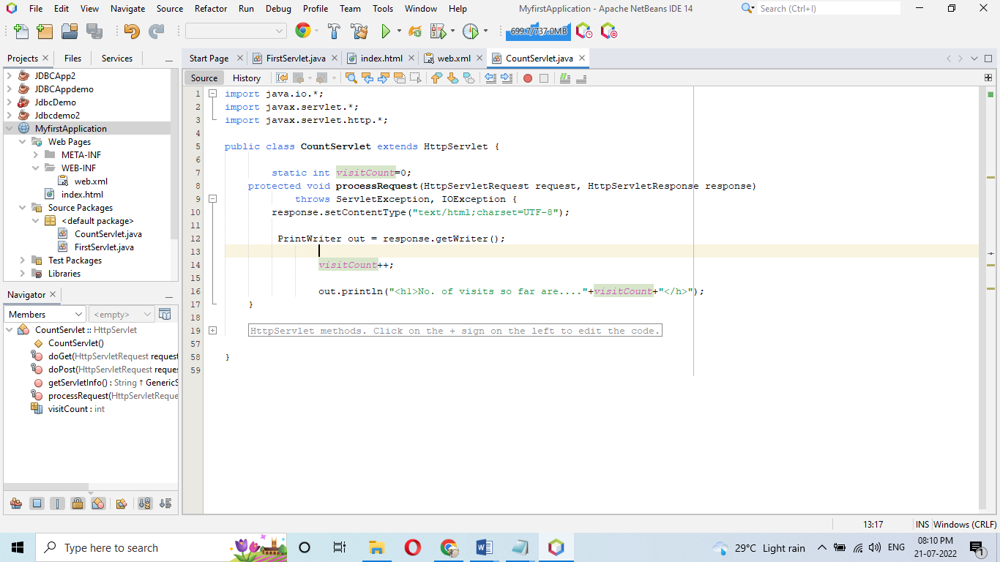 File Edit View Navigate Source Refactor Run Debug Profile Team Tools Window Help MyfirstApplication - Apache NetBeans IDE 14 Search (Ctrl+I)
699.7/737.0MB
Projects Files Services Start Page FirstServlet.java index.html web.xml CountServlet.java
Source History
JDBCApp2
JDBCAppdemo
JdbcDemo
Jdbcdemo2
MyfirstApplication
Web Pages
META-INF
WEB-INF
web.xml
index.html
Source Packages
<default package>
CountServlet.java
FirstServlet.java
Test Packages
Libraries
Navigator
Members <empty>
CountServlet :: HttpServlet
CountServlet()
doGet(HttpServletRequest request
doPost(HttpServletRequest reque
getServletInfo() : String ↑ GenericS
processRequest(HttpServletReque
visitCount : int
1 import java.io.*;
2 import javax.servlet.*;
3 import javax.servlet.http.*;
4
5 public class CountServlet extends HttpServlet {
6
7 static int visitCount=0;
8 protected void processRequest(HttpServletRequest request, HttpServletResponse response)
9 throws ServletException, IOException {
10 response.setContentType("text/html;charset=UTF-8");
11
12 PrintWriter out = response.getWriter();
13
14 visitCount++;
15
16 out.println("<h1>No. of visits so far are...."+visitCount+"</h>");
17 }
18
19 HttpServlet methods. Click on the + sign on the left to edit the code.
57
58 }
59
13:17 INS Windows (CRLF)
Type here to search 29°C Light rain ENG 08:10 PM
21-07-2022
1